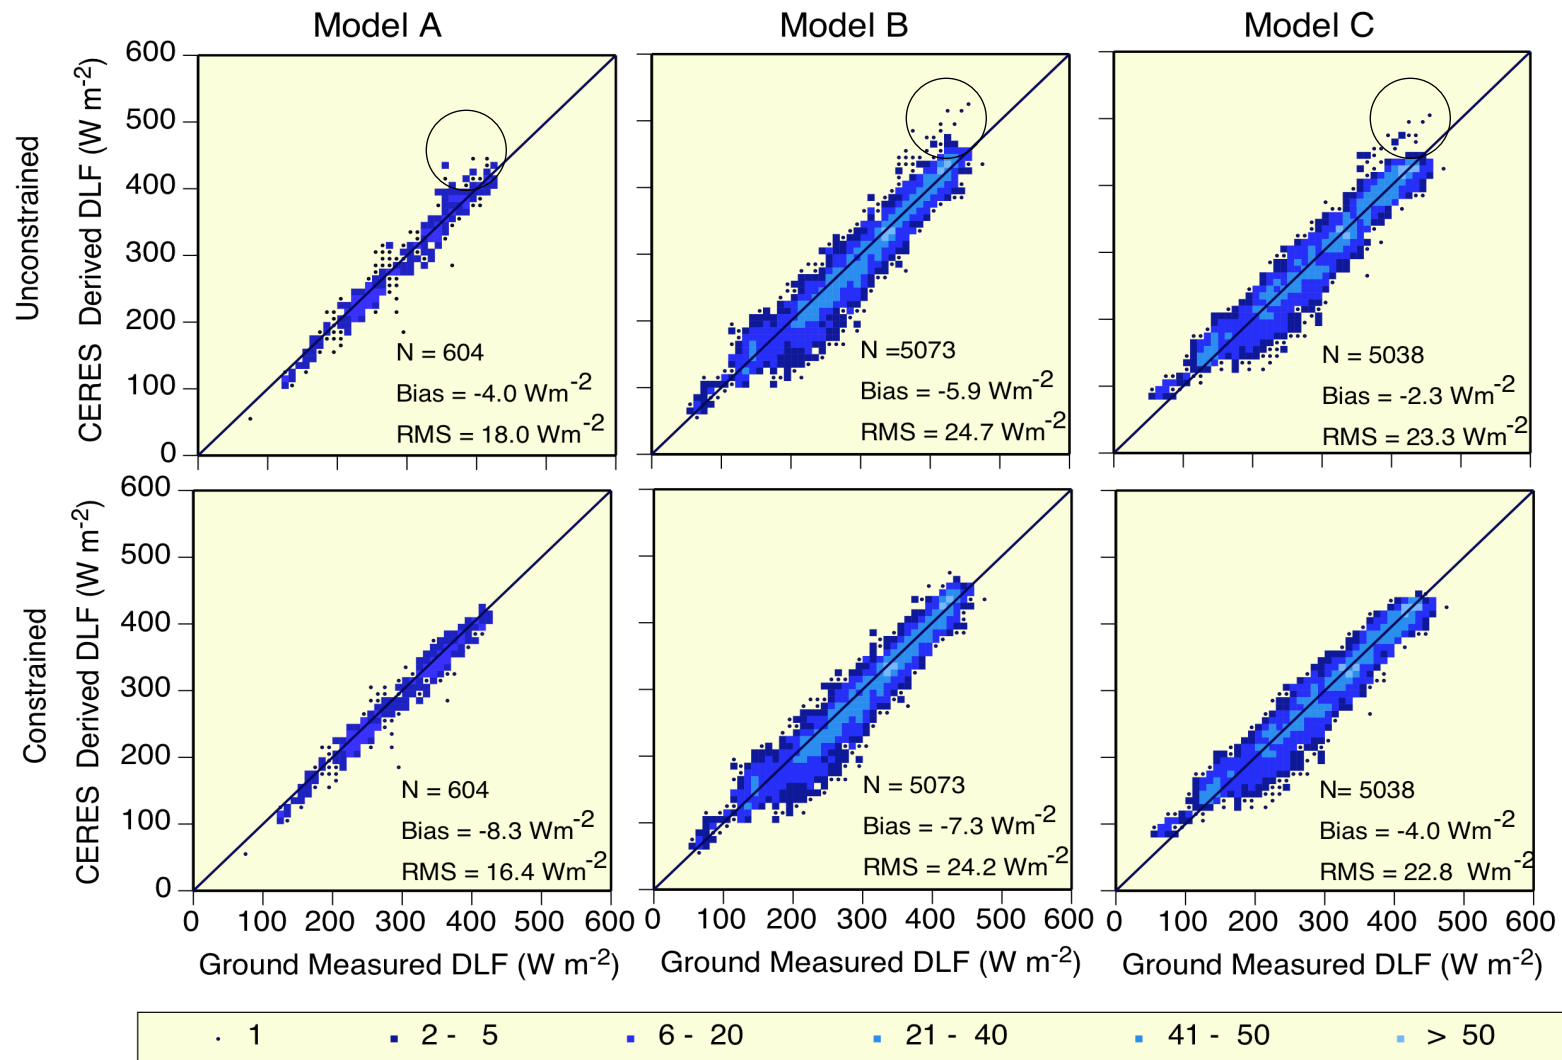 Model A
Model B
Model C
Unconstrained
CERES Derived DLF (W m-2)
600
500
400
300
200
100
0
N = 604
Bias = -4.0 Wm-2
RMS = 18.0 Wm-2
N =5073
Bias = -5.9 Wm-2
RMS = 24.7 Wm-2
N = 5038
Bias = -2.3 Wm-2
RMS = 23.3 Wm-2
Constrained
CERES Derived DLF (W m-2)
600
500
400
300
200
100
0
N = 604
Bias = -8.3 Wm-2
RMS = 16.4 Wm-2
N = 5073
Bias = -7.3 Wm-2
RMS = 24.2 Wm-2
N= 5038
Bias = -4.0 Wm-2
RMS = 22.8 Wm-2
0 100 200 300 400 500 600
0 100 200 300 400 500 600
0 100 200 300 400 500 600
Ground Measured DLF (W m-2)
Ground Measured DLF (W m-2)
Ground Measured DLF (W m-2)
1 2 - 5 6 - 20 21 - 40 41 - 50 > 50